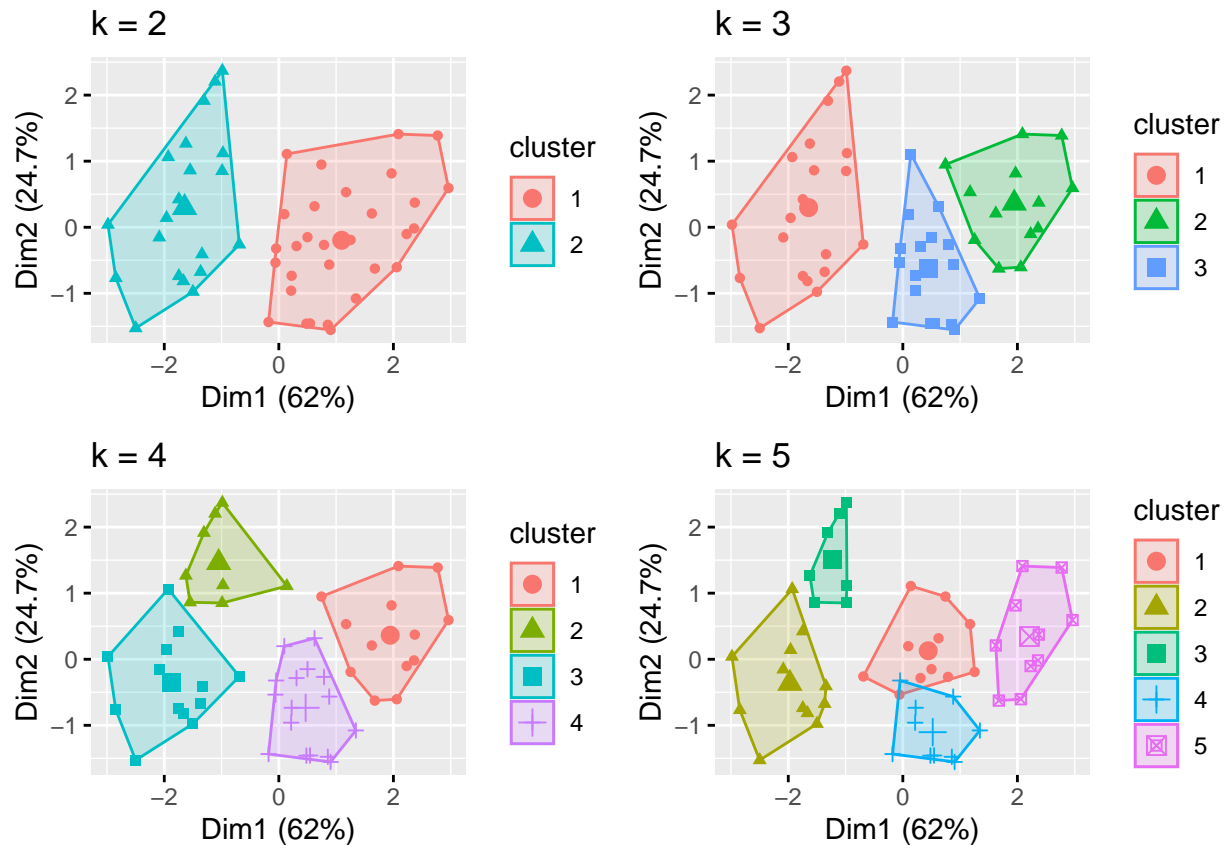 k = 2
Dim2 (24.7%)
2
1
0
−1
−2
0
2
Dim1 (62%)
cluster
1
2
k = 3
Dim2 (24.7%)
2
1
0
−1
−2
0
2
Dim1 (62%)
cluster
1
2
3
k = 4
Dim2 (24.7%)
2
1
0
−1
−2
0
2
Dim1 (62%)
cluster
1
2
3
4
k = 5
Dim2 (24.7%)
2
1
0
−1
−2
0
2
Dim1 (62%)
cluster
1
2
3
4
5